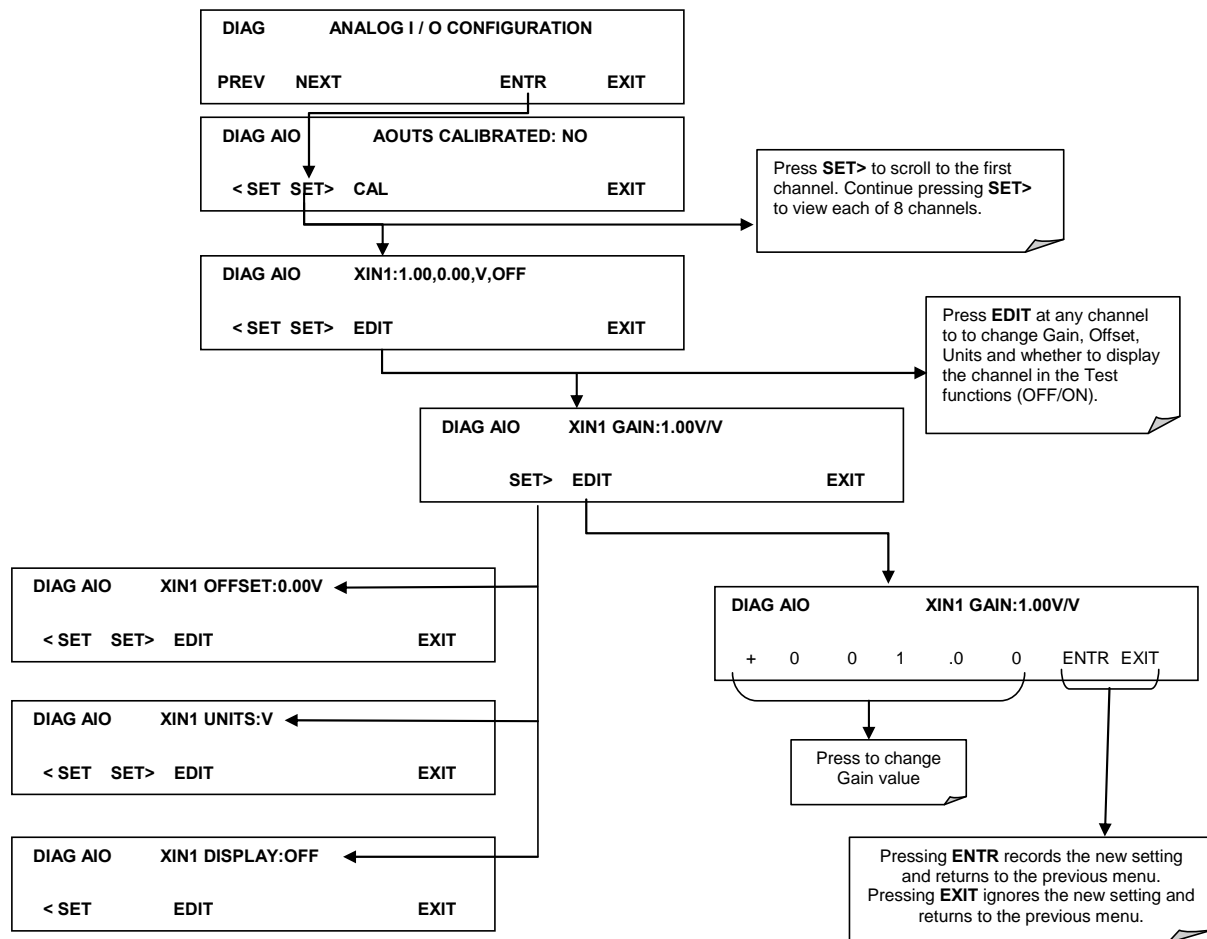 DIAG ANALOG I / O CONFIGURATION
PREV NEXT ENTR EXIT
DIAG AIO AOUTS CALIBRATED: NO
< SET SET> CAL EXIT
Press SET> to scroll to the first
channel. Continue pressing SET>
to view each of 8 channels.
DIAG AIO XIN1:1.00,0.00,V,OFF
< SET SET> EDIT EXIT
Press EDIT at any channel
to to change Gain, Offset,
Units and whether to display
the channel in the Test
functions (OFF/ON).
DIAG AIO XIN1 GAIN:1.00V/V
SET> EDIT EXIT
DIAG AIO XIN1 OFFSET:0.00V
< SET SET> EDIT EXIT
DIAG AIO XIN1 GAIN:1.00V/V
+ 0 0 1 .0 0 ENTR EXIT
DIAG AIO XIN1 UNITS:V
< SET SET> EDIT EXIT
Press to change
Gain value
DIAG AIO XIN1 DISPLAY:OFF
< SET EDIT EXIT
Pressing ENTR records the new setting
and returns to the previous menu.
Pressing EXIT ignores the new setting and
returns to the previous menu.